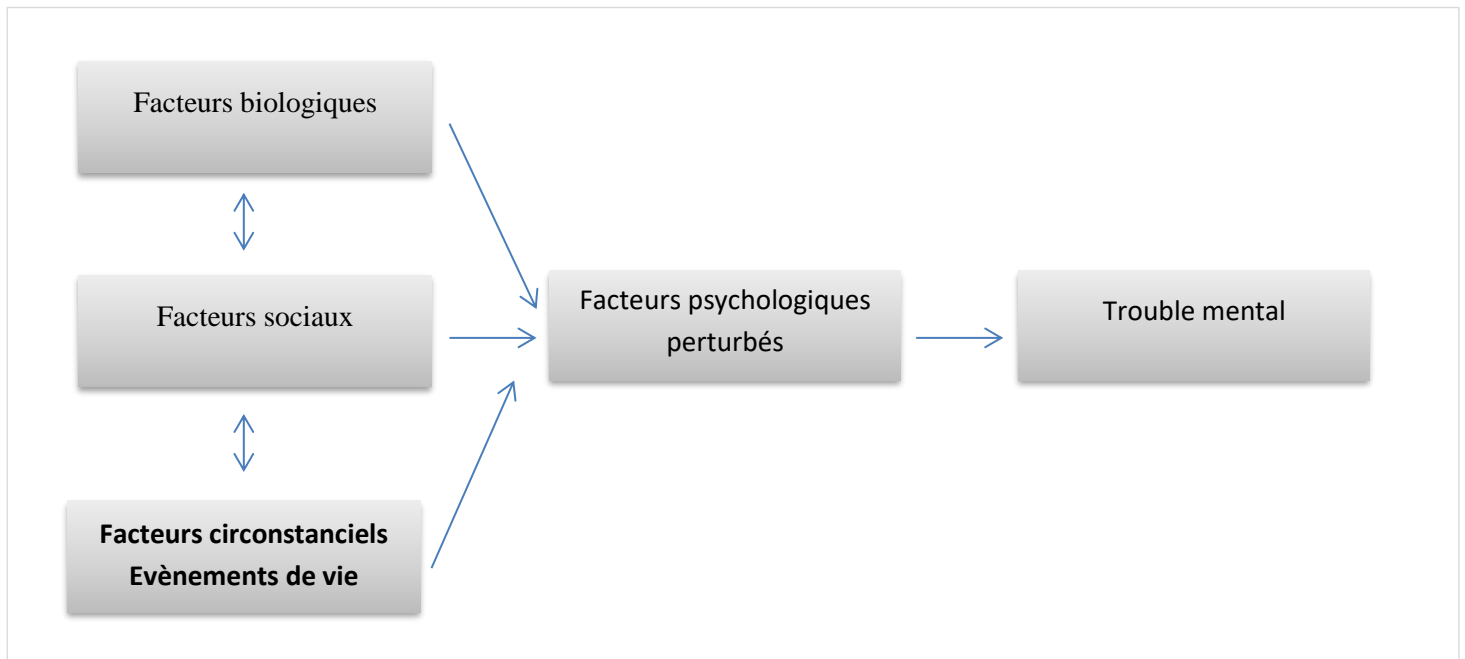 Facteurs biologiques
Facteurs sociaux
Facteurs circonstanciels
Evènements de vie
Facteurs psychologiques
perturbés
Trouble mental